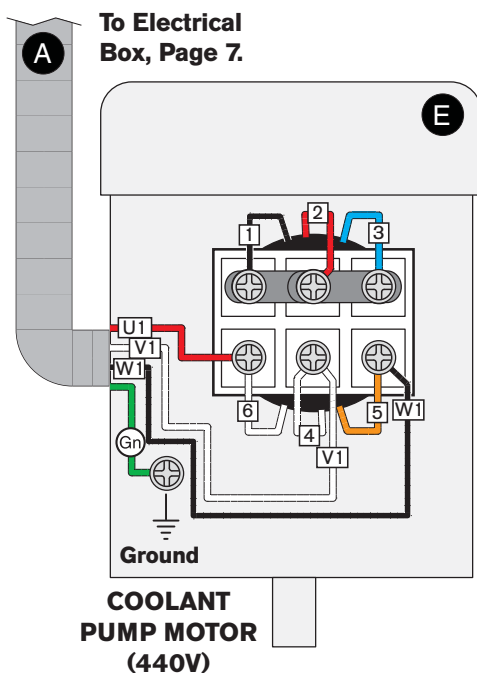 To Electrical
Box, Page 7.
A
E
2
1
3
U1
V1
W1
6
4
5
W1
V1
Gn
Ground
COOLANT
PUMP MOTOR
(440V)